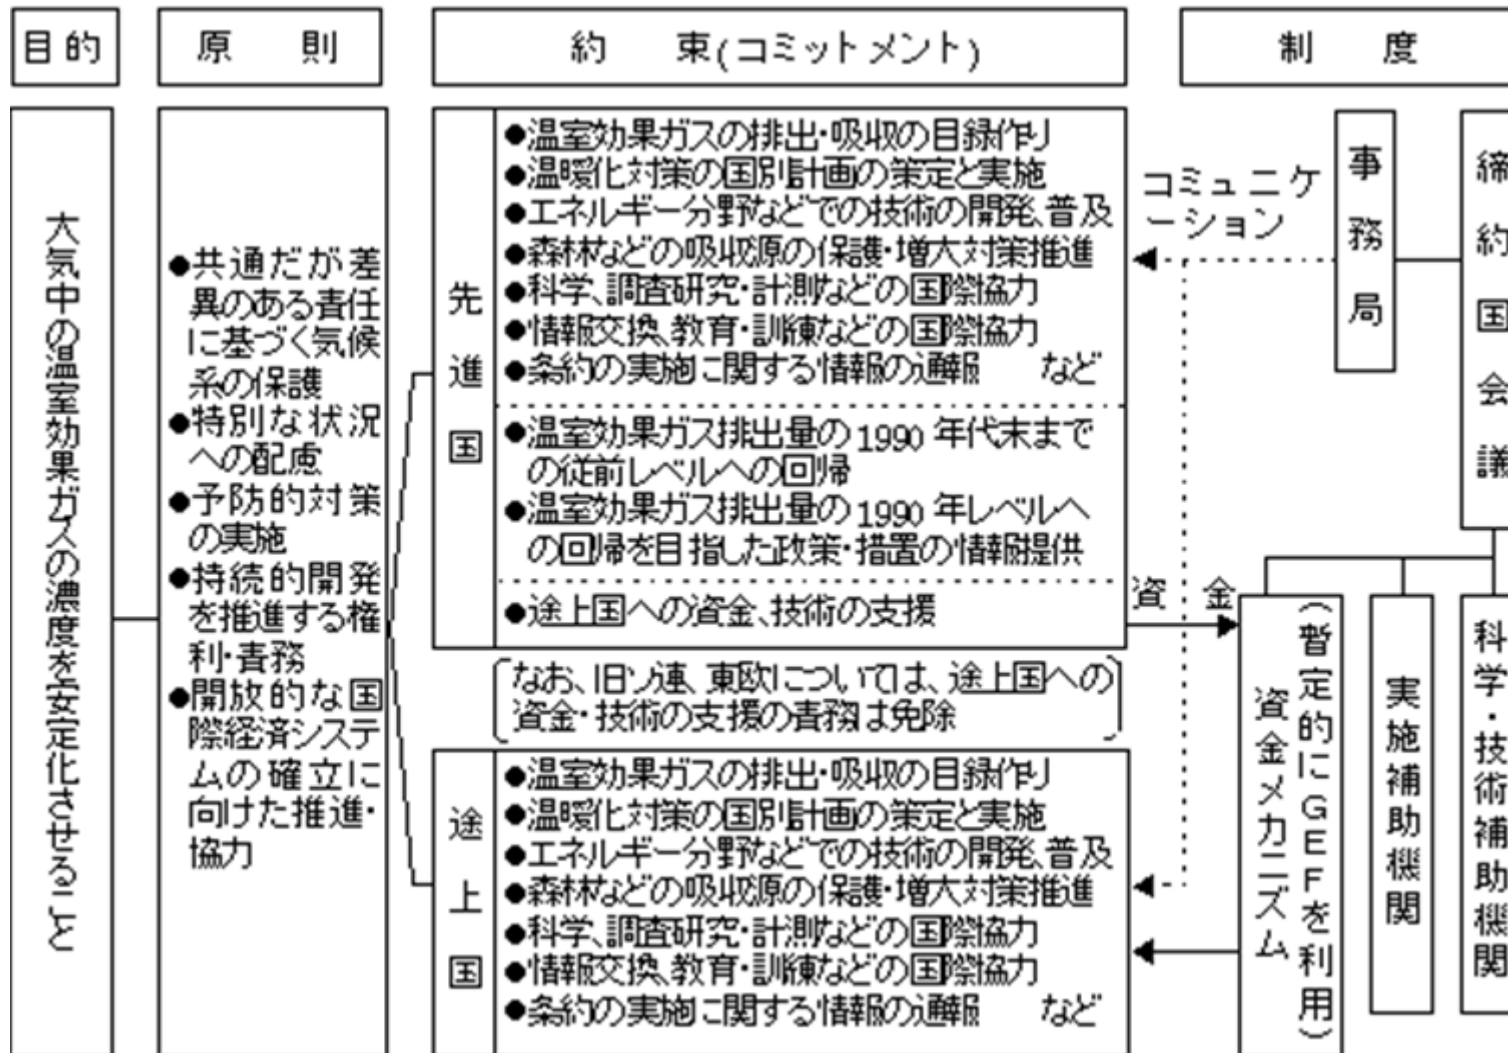 目的
原　則
約　束(コミットメント)
制　度
大気中の温室効果ガスの濃度を安定化させること
●共通だが差
異のある責任
に基づく気候
系の保護
●特別な状況
への配慮
●予防的対策
の実施
●持続的開発
を推進する権
利・責務
●開放的な国
際経済システ
ムの確立に
向けた推進・
協力
先進国
●温室効果ガスの排出・吸収の目録作り
●温暖化対策の国別計画の策定と実施
●エネルギー分野などでの技術の開発、普及
●森林などの吸収源の保護・増大対策推進
●科学、調査研究・計測などの国際協力
●情報交換、教育・訓練などの国際協力
●条約の実施に関する情報の通報　など
●温室効果ガス排出量の1990年代末まで
の従前レベルへの回帰
●温室効果ガス排出量の1990年レベルへ
の回帰を目指した政策・措置の情報提供
●途上国への資金、技術の支援
(なお、旧ソ連、東欧については、途上国への
資金・技術の支援の責務は免除)
途上国
●温室効果ガスの排出・吸収の目録作り
●温暖化対策の国別計画の策定と実施
●エネルギー分野などでの技術の開発、普及
●森林などの吸収源の保護・増大対策推進
●科学、調査研究・計測などの国際協力
●情報交換、教育・訓練などの国際協力
●条約の実施に関する情報の通報　など
コミュニケ
ーション
資　金
事務局
締約国会議
(暫定的にGEFを利用)
資金メカニズム
実施補助機関
科学・技術補助機関